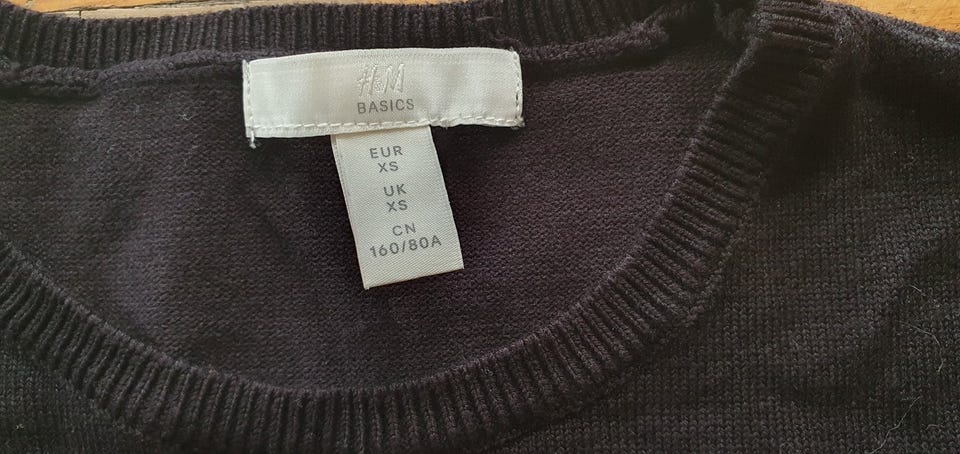 H&M
BASICS
EUR
XS
UK
XS
CN
160/80A